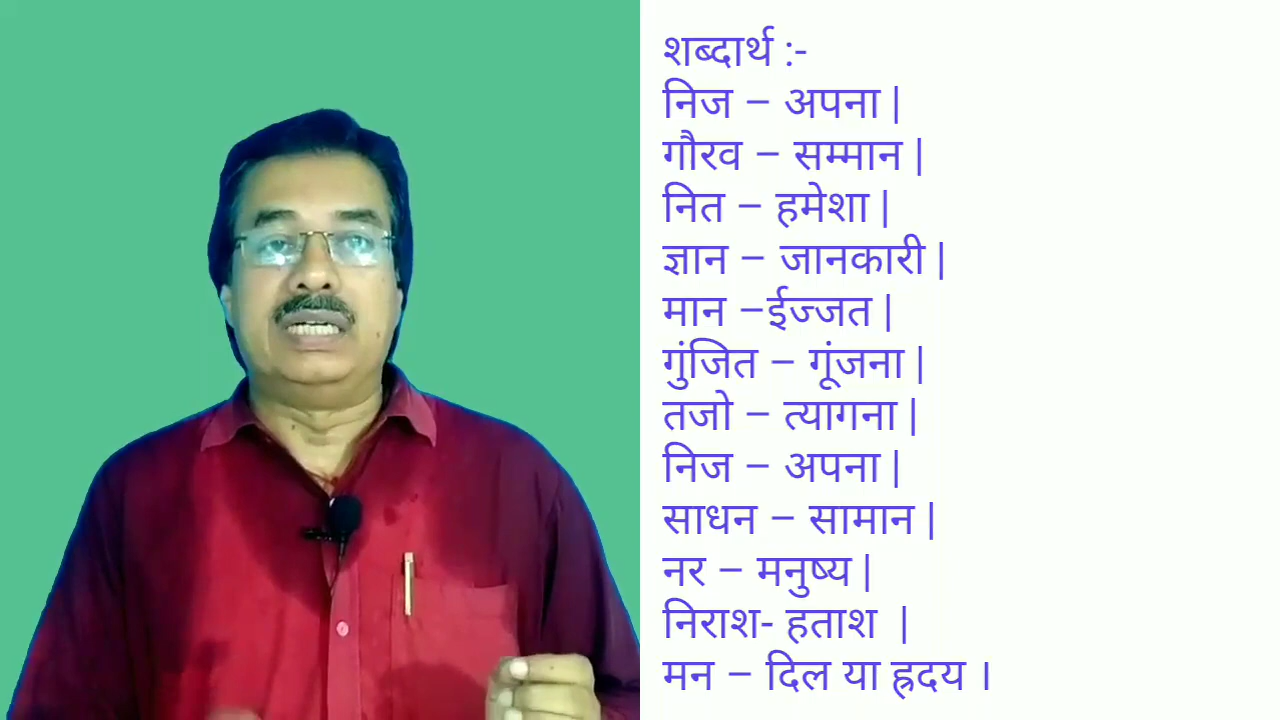 शब्दार्थ :-
निज – अपना |
गौरव – सम्मान |
नित – हमेशा |
ज्ञान – जानकारी |
मान –ईज्जत |
गुंजित – गूंजना |
तजो – त्यागना |
निज – अपना |
साधन – सामान |
नर – मनुष्य |
निराश- हताश |
मन – दिल या ह्रदय ।